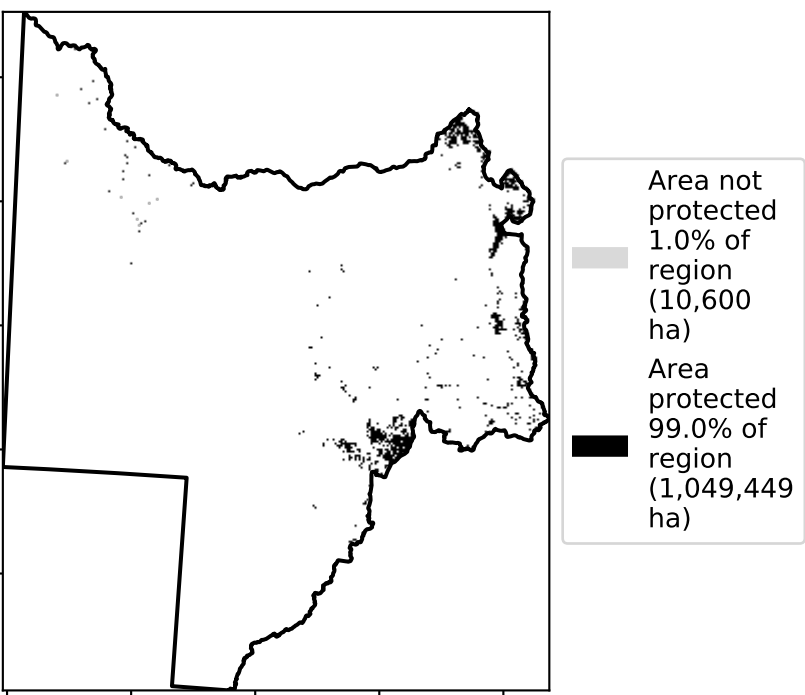 Area not
protected
1.0% of
region
(10,600
ha)
Area
protected
99.0% of
region
(1,049,449
ha)